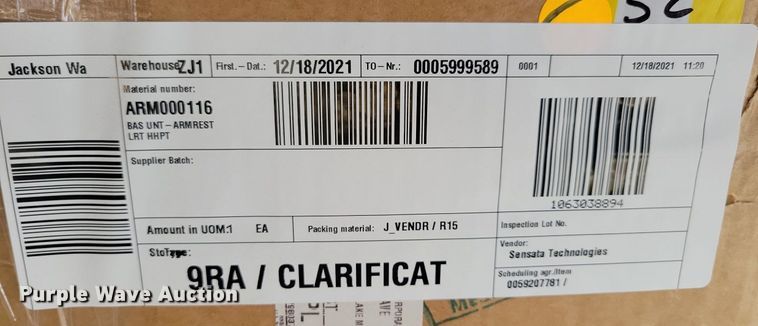 52
Jackson Wa
Warehouse ZJ1 First.-Dat.: 12/18/2021 TO-Nr.: 0005999589 0001 12/18/2021 11:20
Material number:
ARM000116
BAS UNT-ARMREST
LRT HHPT
Supplier Batch:
1063038894
Amount in UOM:1 EA Packing material: J_VENDR / R15
Inspection Lot No.
StoType:
9RA / CLARIFICAT
Vendor:
Sensata Technologies
Scheduling agr./Item
0059207781 /
Purple Wave Auction